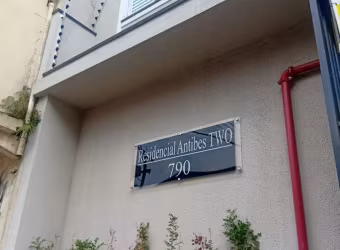 Residencial Antibes TWO
790